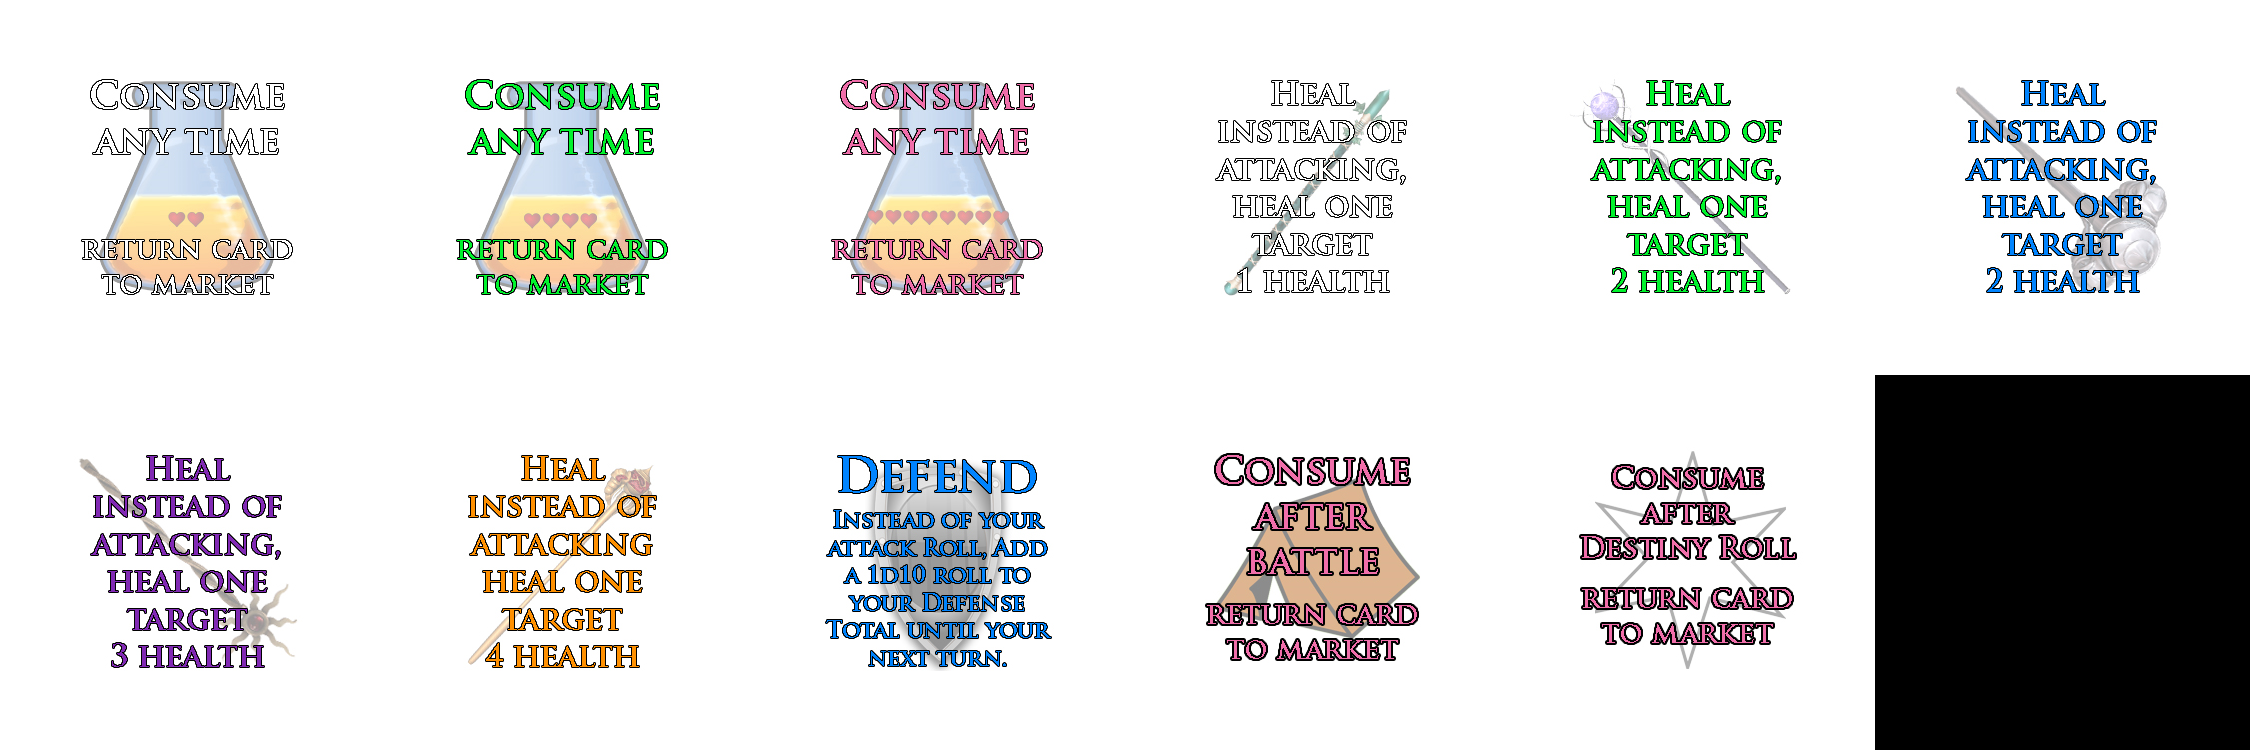 Consume
any time
return card
to market
Consume
any time
return card
to market
Consume
any time
return card
to market
Heal
instead of
attacking,
heal one
target
1 health
Heal
instead of
attacking,
heal one
target
2 health
Heal
instead of
attacking,
heal one
target
2 health
Heal
instead of
attacking,
heal one
target
3 health
Heal
instead of
attacking
heal one
target
4 health
Defend
Instead of your
attack Roll, Add
a 1d10 roll to
your Defense
Total until your
next turn.
Consume
after
battle
return card
to market
Consume
after
Destiny Roll
return card
to market